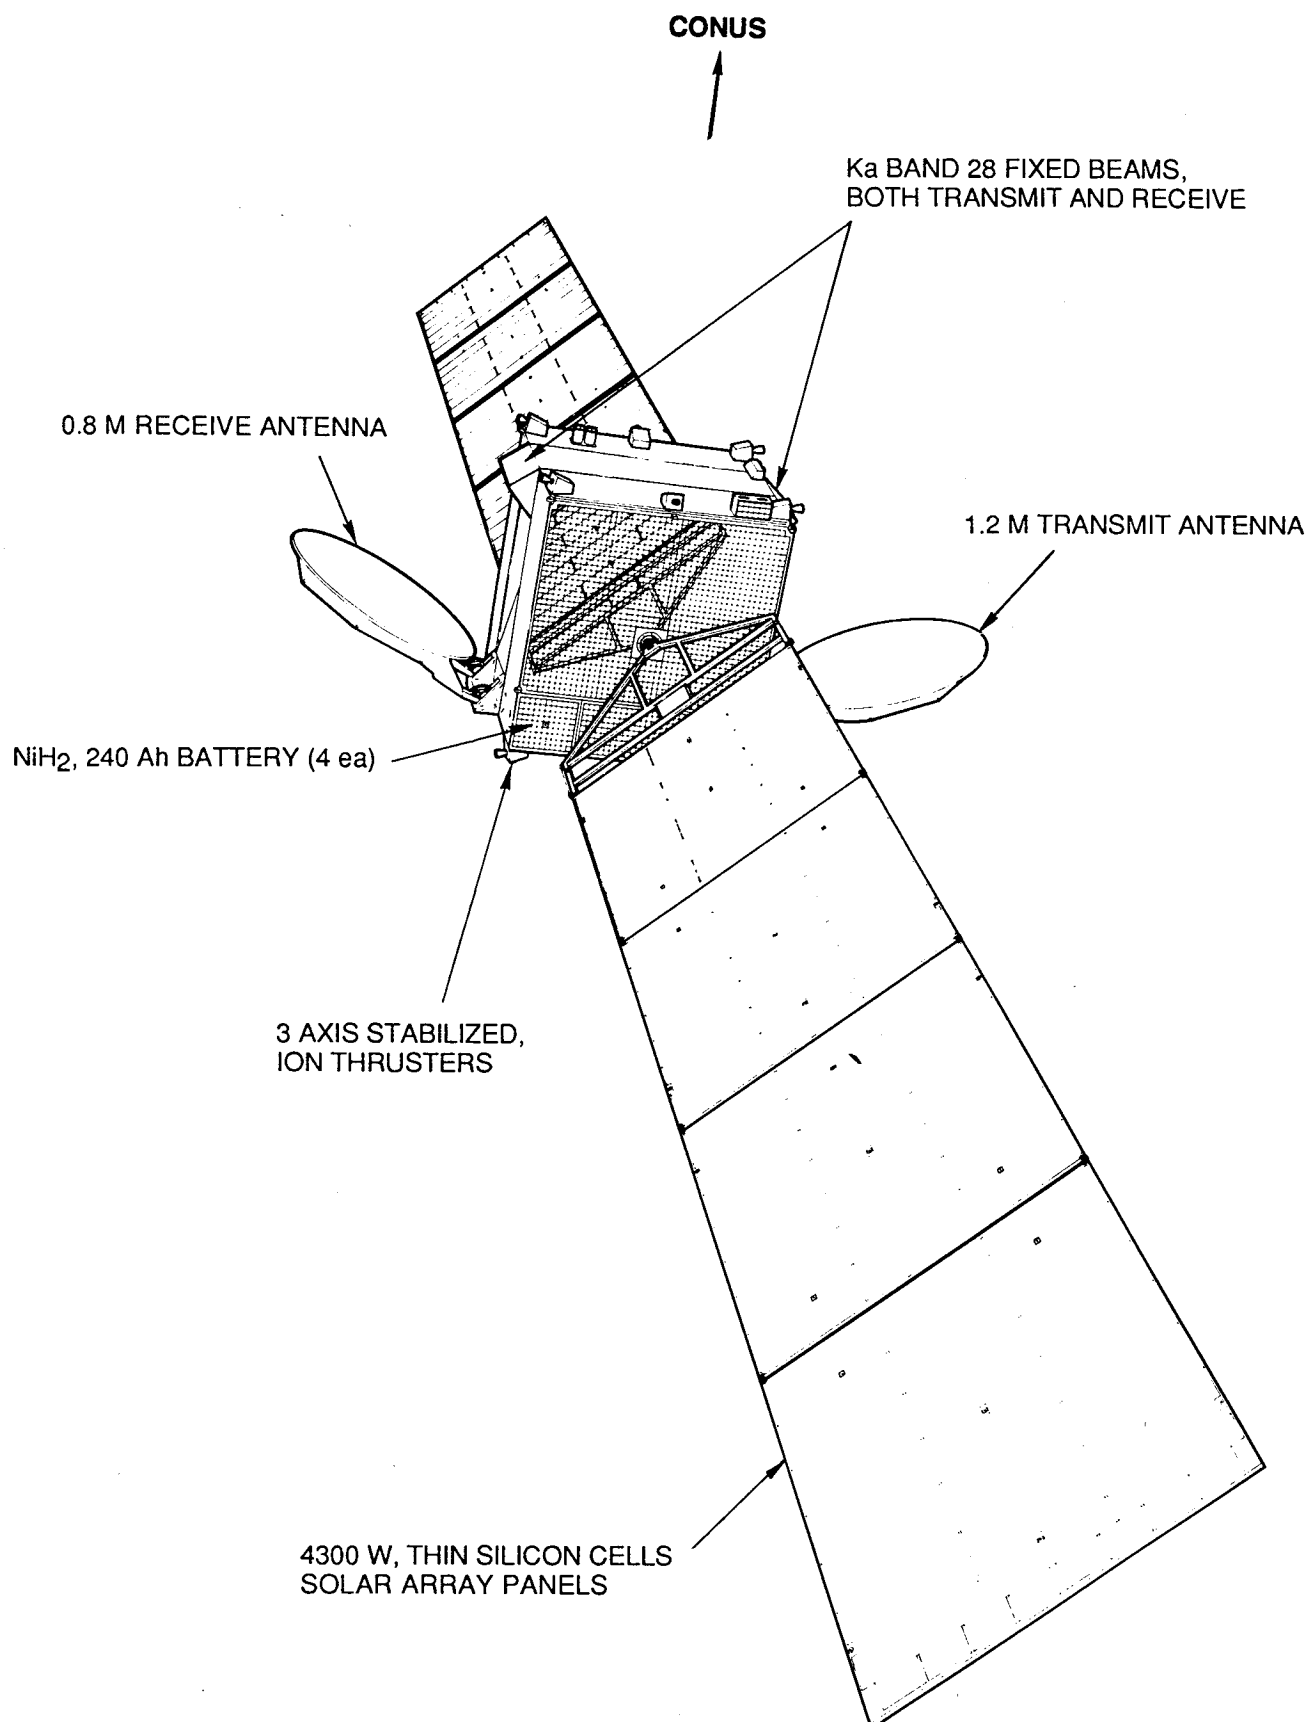 CONUS
Ka BAND 28 FIXED BEAMS,
BOTH TRANSMIT AND RECEIVE
0.8 M RECEIVE ANTENNA
1.2 M TRANSMIT ANTENNA
NiH2, 240 Ah BATTERY (4 ea)
3 AXIS STABILIZED,
ION THRUSTERS
4300 W, THIN SILICON CELLS
SOLAR ARRAY PANELS